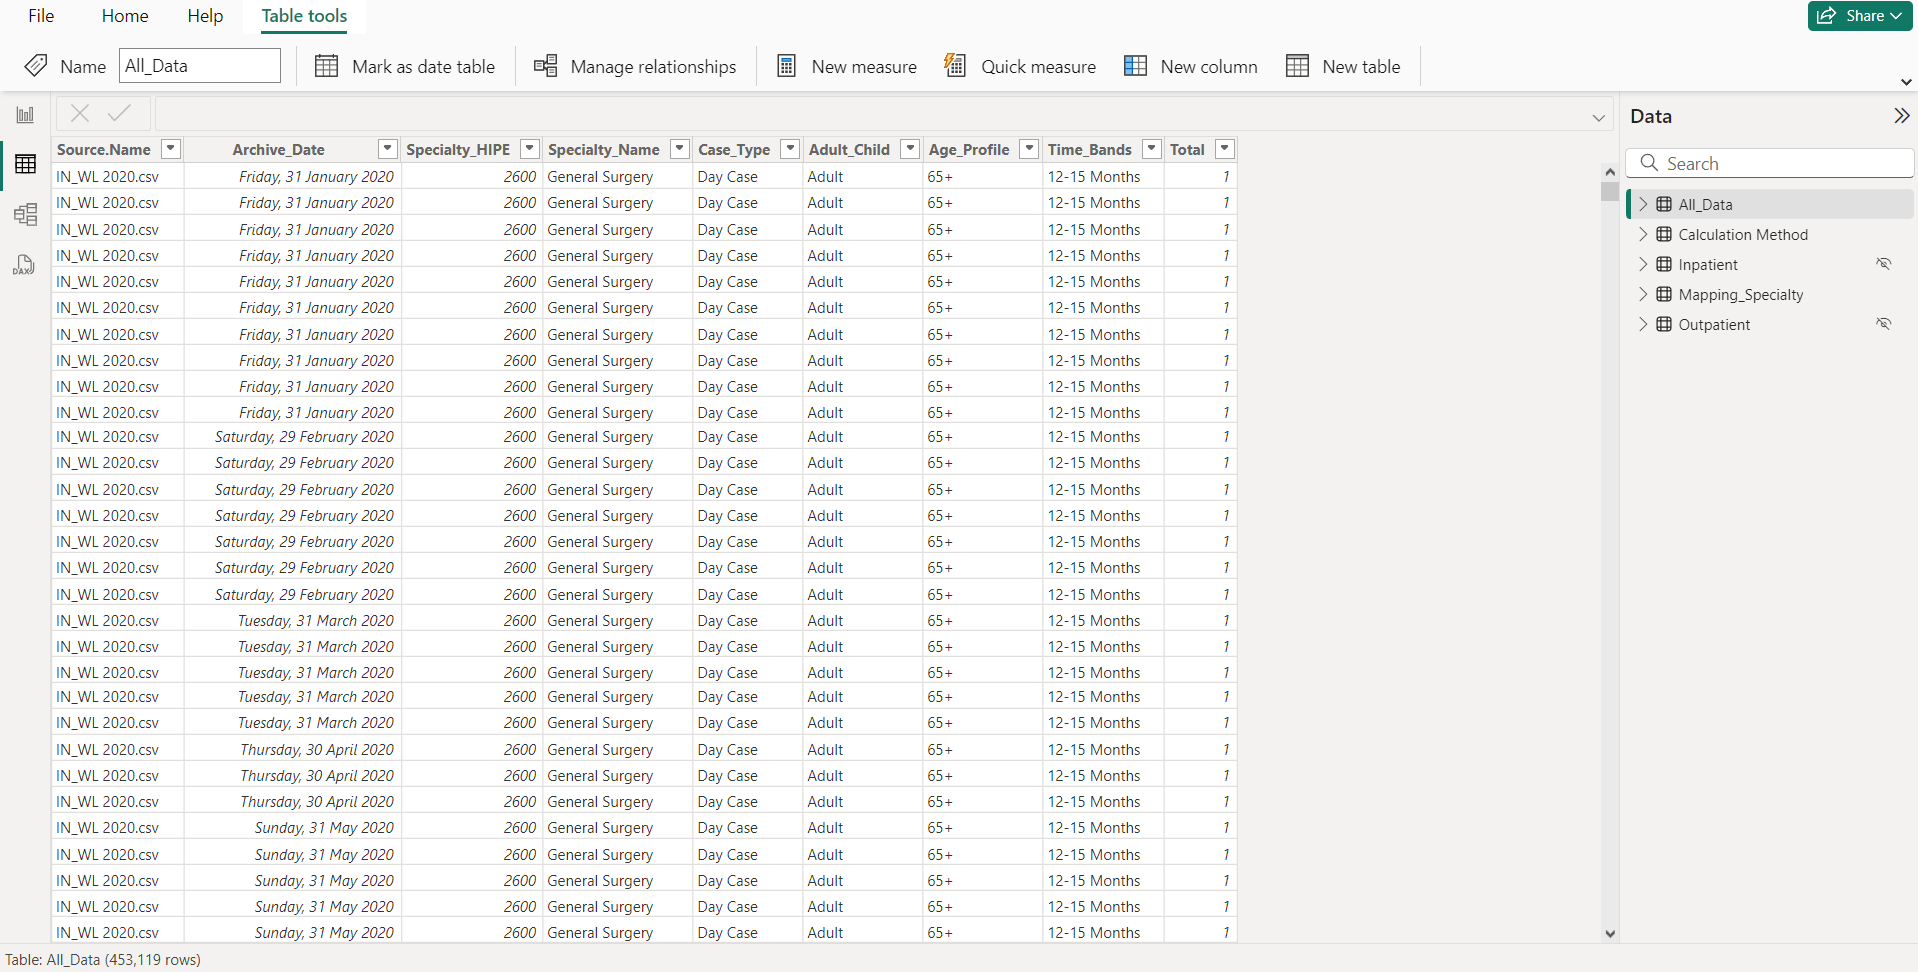 File Home Help Table tools Share
Name All_Data Mark as date table Manage relationships New measure Quick measure New column New table
Data
Source.Name Archive_Date Specialty_HIPE Specialty_Name Case_Type Adult_Child Age_Profile Time_Bands Total
Search
IN_WL 2020.csv Friday, 31 January 2020 2600 General Surgery Day Case Adult 65+ 12-15 Months 1
IN_WL 2020.csv Friday, 31 January 2020 2600 General Surgery Day Case Adult 65+ 12-15 Months 1
IN_WL 2020.csv Friday, 31 January 2020 2600 General Surgery Day Case Adult 65+ 12-15 Months 1
IN_WL 2020.csv Friday, 31 January 2020 2600 General Surgery Day Case Adult 65+ 12-15 Months 1
IN_WL 2020.csv Friday, 31 January 2020 2600 General Surgery Day Case Adult 65+ 12-15 Months 1
IN_WL 2020.csv Friday, 31 January 2020 2600 General Surgery Day Case Adult 65+ 12-15 Months 1
IN_WL 2020.csv Friday, 31 January 2020 2600 General Surgery Day Case Adult 65+ 12-15 Months 1
IN_WL 2020.csv Friday, 31 January 2020 2600 General Surgery Day Case Adult 65+ 12-15 Months 1
IN_WL 2020.csv Friday, 31 January 2020 2600 General Surgery Day Case Adult 65+ 12-15 Months 1
IN_WL 2020.csv Friday, 31 January 2020 2600 General Surgery Day Case Adult 65+ 12-15 Months 1
IN_WL 2020.csv Saturday, 29 February 2020 2600 General Surgery Day Case Adult 65+ 12-15 Months 1
IN_WL 2020.csv Saturday, 29 February 2020 2600 General Surgery Day Case Adult 65+ 12-15 Months 1
IN_WL 2020.csv Saturday, 29 February 2020 2600 General Surgery Day Case Adult 65+ 12-15 Months 1
IN_WL 2020.csv Saturday, 29 February 2020 2600 General Surgery Day Case Adult 65+ 12-15 Months 1
IN_WL 2020.csv Saturday, 29 February 2020 2600 General Surgery Day Case Adult 65+ 12-15 Months 1
IN_WL 2020.csv Saturday, 29 February 2020 2600 General Surgery Day Case Adult 65+ 12-15 Months 1
IN_WL 2020.csv Saturday, 29 February 2020 2600 General Surgery Day Case Adult 65+ 12-15 Months 1
IN_WL 2020.csv Tuesday, 31 March 2020 2600 General Surgery Day Case Adult 65+ 12-15 Months 1
IN_WL 2020.csv Tuesday, 31 March 2020 2600 General Surgery Day Case Adult 65+ 12-15 Months 1
IN_WL 2020.csv Tuesday, 31 March 2020 2600 General Surgery Day Case Adult 65+ 12-15 Months 1
IN_WL 2020.csv Tuesday, 31 March 2020 2600 General Surgery Day Case Adult 65+ 12-15 Months 1
IN_WL 2020.csv Tuesday, 31 March 2020 2600 General Surgery Day Case Adult 65+ 12-15 Months 1
IN_WL 2020.csv Thursday, 30 April 2020 2600 General Surgery Day Case Adult 65+ 12-15 Months 1
IN_WL 2020.csv Thursday, 30 April 2020 2600 General Surgery Day Case Adult 65+ 12-15 Months 1
IN_WL 2020.csv Thursday, 30 April 2020 2600 General Surgery Day Case Adult 65+ 12-15 Months 1
IN_WL 2020.csv Sunday, 31 May 2020 2600 General Surgery Day Case Adult 65+ 12-15 Months 1
IN_WL 2020.csv Sunday, 31 May 2020 2600 General Surgery Day Case Adult 65+ 12-15 Months 1
IN_WL 2020.csv Sunday, 31 May 2020 2600 General Surgery Day Case Adult 65+ 12-15 Months 1
IN_WL 2020.csv Sunday, 31 May 2020 2600 General Surgery Day Case Adult 65+ 12-15 Months 1
IN_WL 2020.csv Sunday, 31 May 2020 2600 General Surgery Day Case Adult 65+ 12-15 Months 1
All_Data
Calculation Method
Inpatient
Mapping_Specialty
Outpatient
DAX
Table: All_Data (453,119 rows)